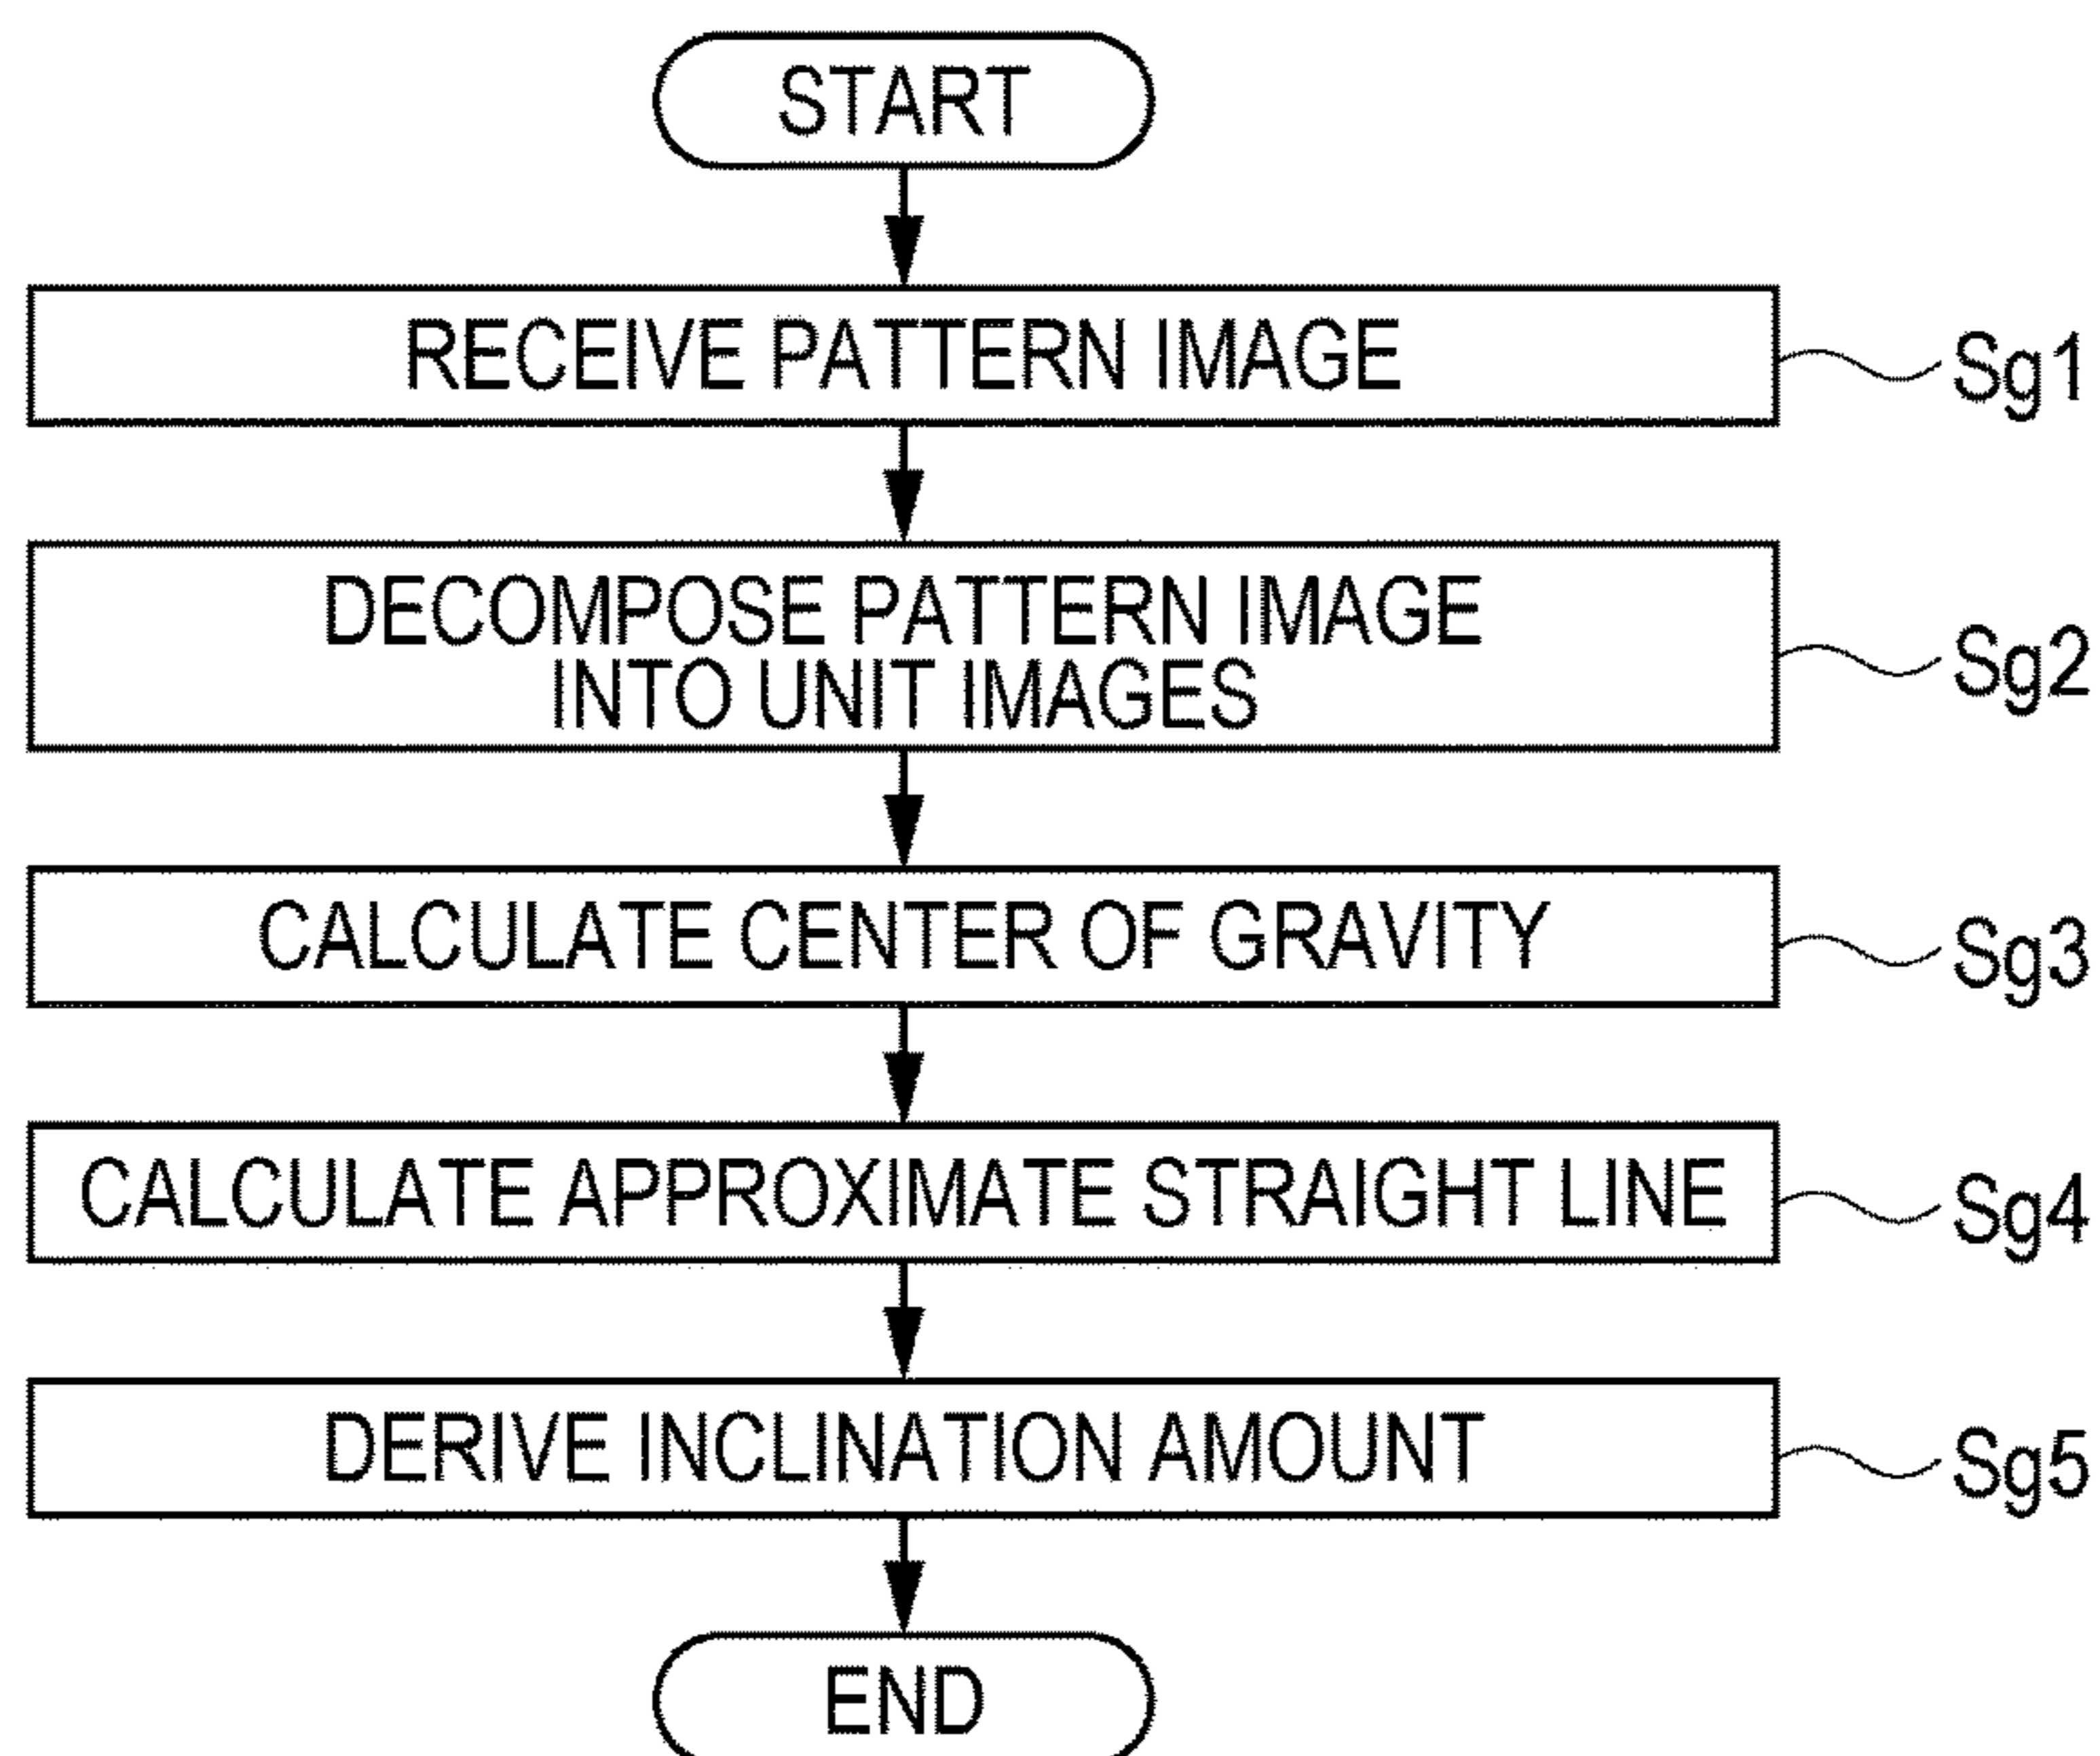 START
RECEIVE PATTERN IMAGE
Sg1
DECOMPOSE PATTERN IMAGE
INTO UNIT IMAGES
Sg2
CALCULATE CENTER OF GRAVITY
Sg3
CALCULATE APPROXIMATE STRAIGHT LINE
Sg4
DERIVE INCLINATION AMOUNT
Sg5
END